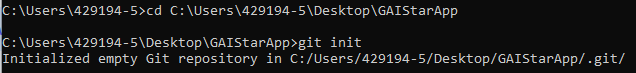 C:\Users\429194-5>cd C:\Users\429194-5\Desktop\GAIStarApp
C:\Users\429194-5\Desktop\GAIStarApp>git init
Initialized empty Git repository in C:/Users/429194-5/Desktop/GAIStarApp/.git/